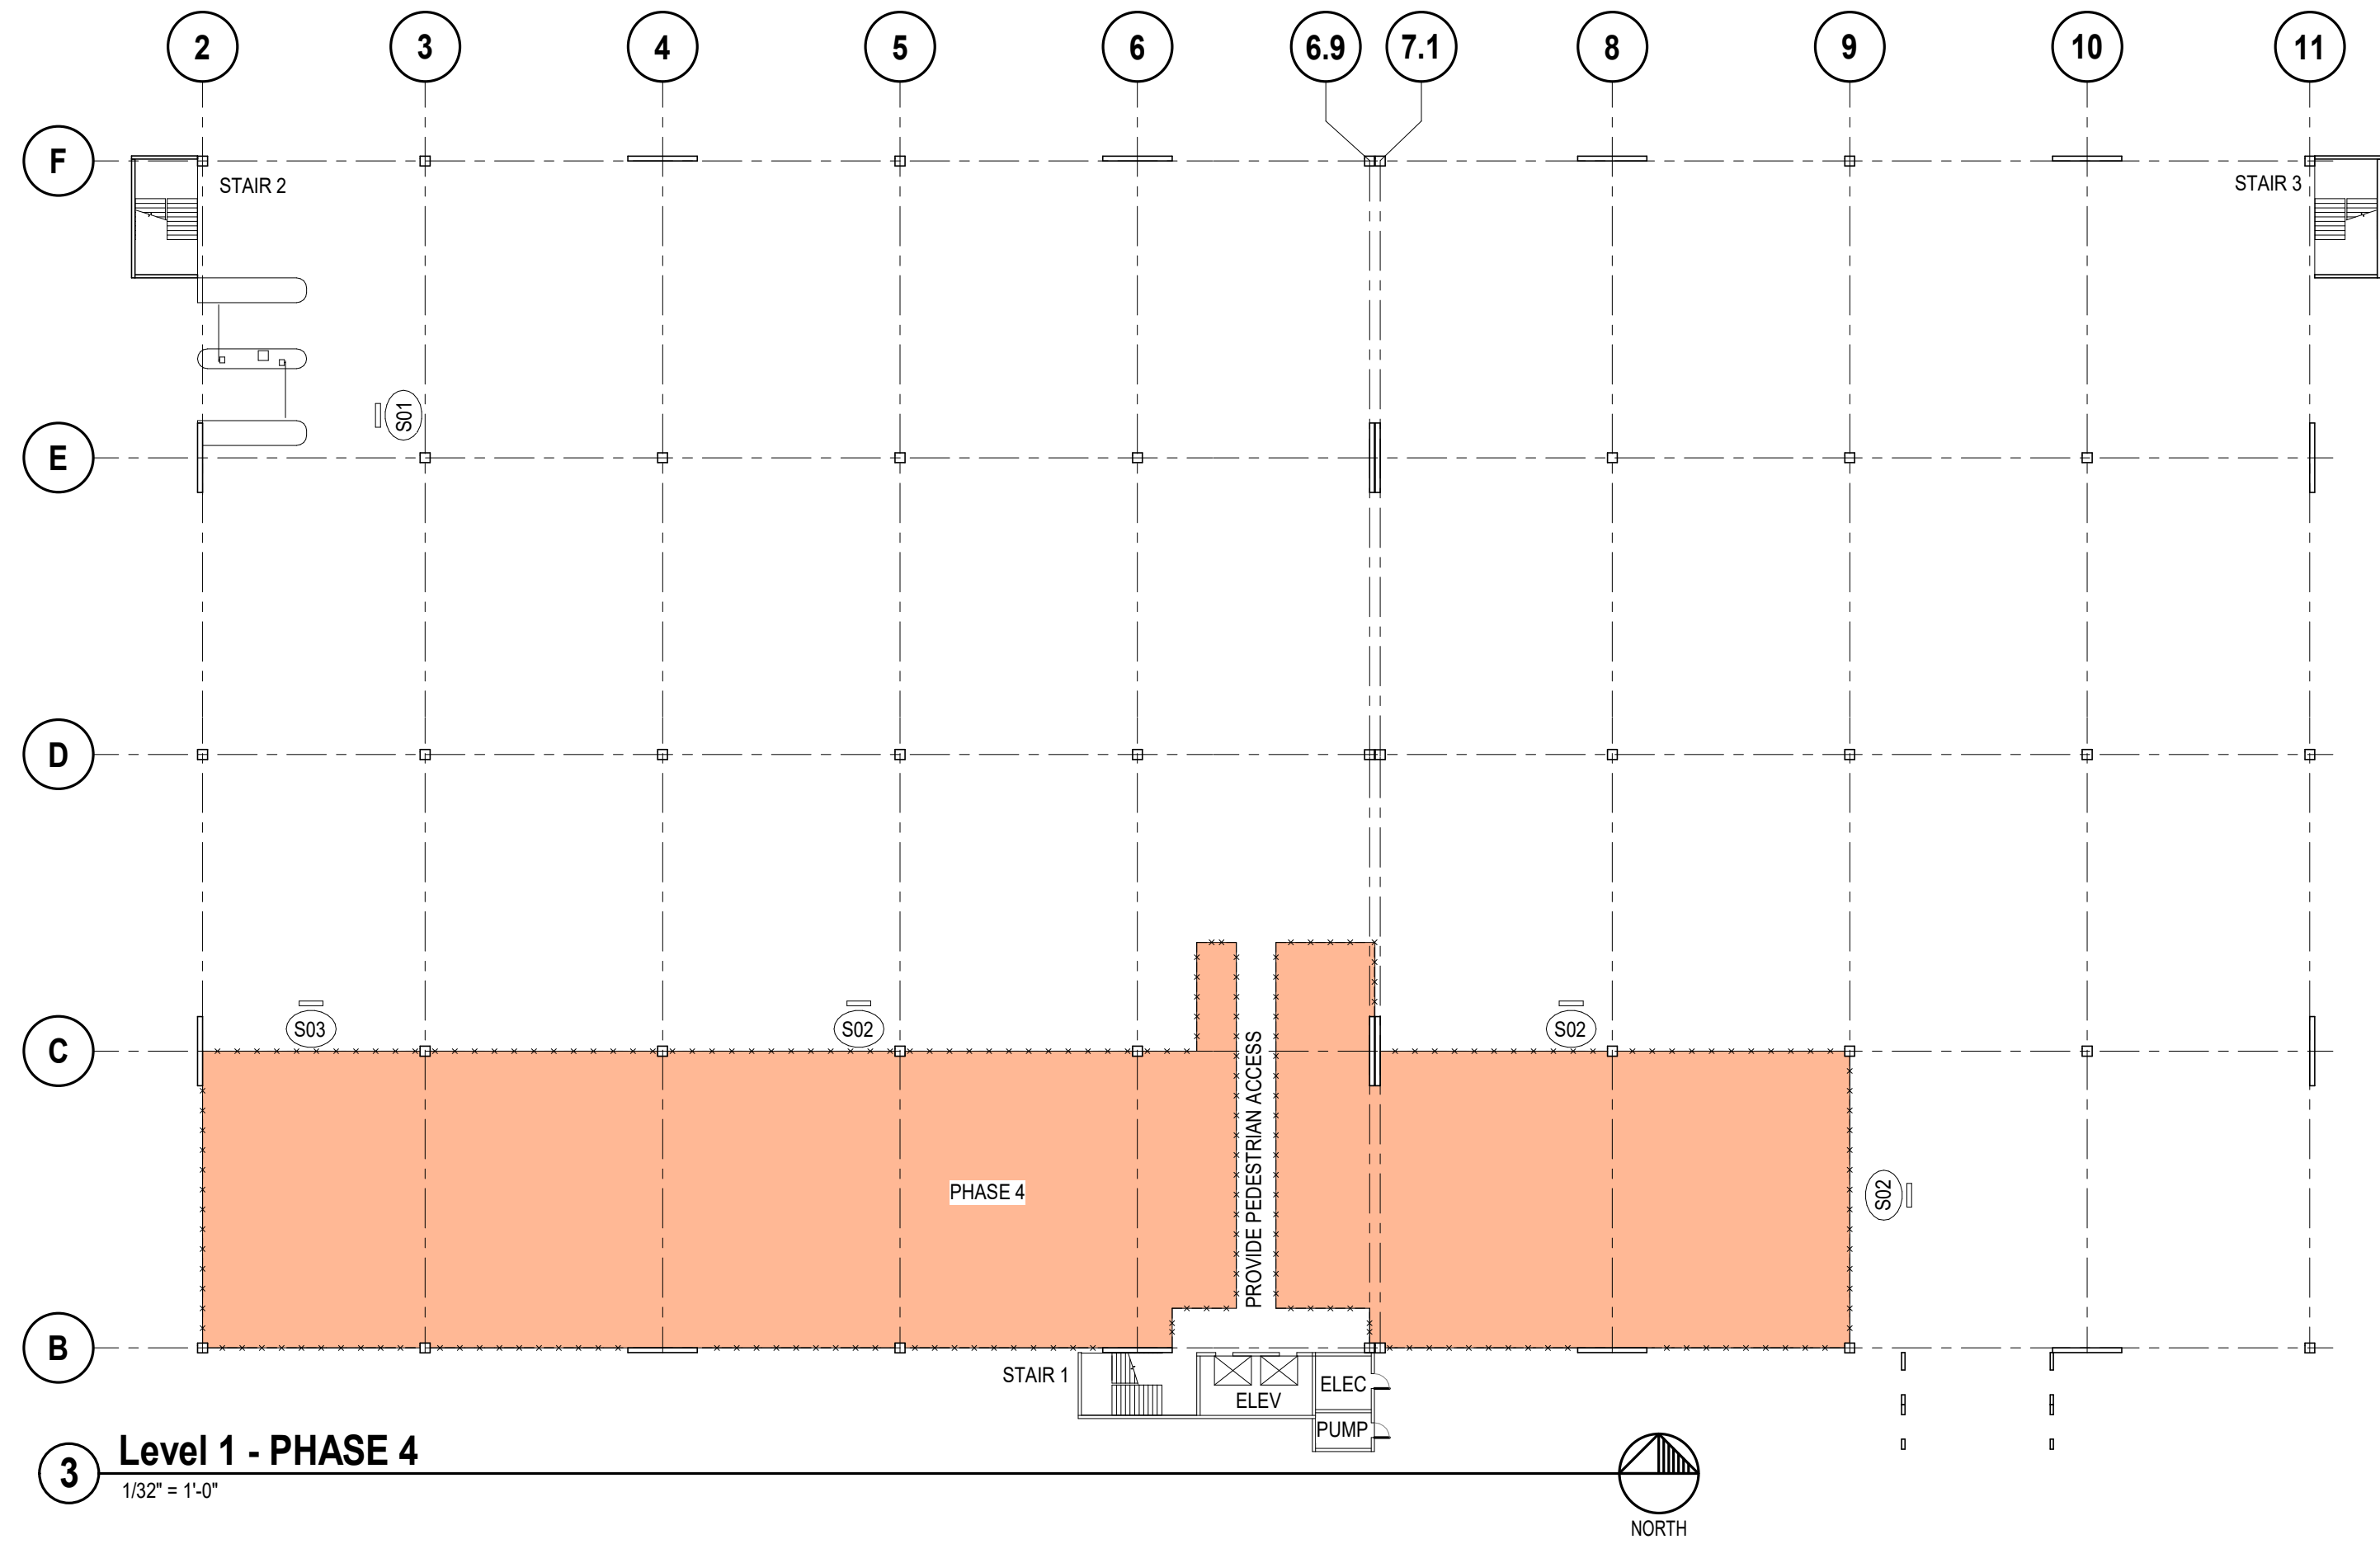 2
3
4
5
6
6.9
7.1
8
9
10
11
F
STAIR 2
STAIR 3
S01
E
D
C
S03
S02
S02
PROVIDE PEDESTRIAN ACCESS
PHASE 4
S02
B
STAIR 1
ELEV
ELEC
PUMP
3
Level 1 - PHASE 4
1/32" = 1'-0"
NORTH